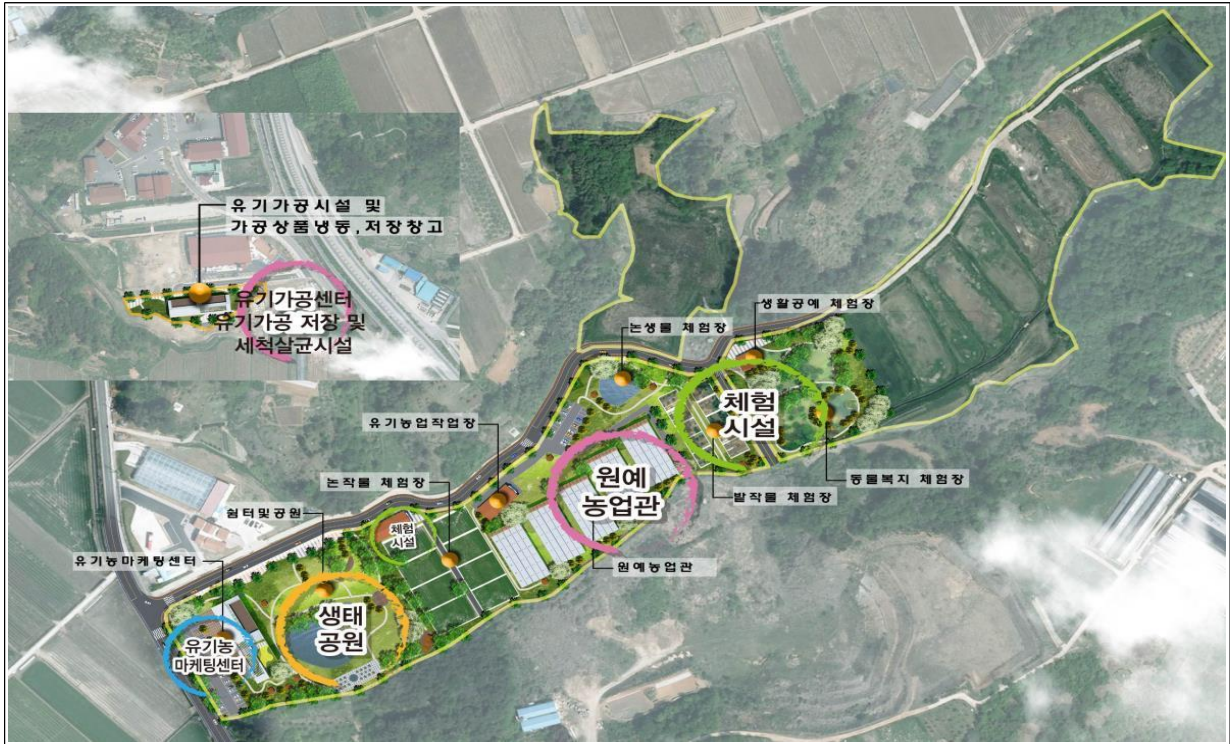 유기가공시설 및
가공상품냉동,저장창고
유기가공센터
유기가공 저장 및
세척살균시설
생활공예 체험장
논생물 체험장
체험
시설
유기농업작업장
원예
농업관
동물복지 체험장
논작물 체험장
밭작물 체험장
쉼터및공원
체험
시설
원예농업관
유기농마케팅센터
생태
공원
유기농
마케팅센터